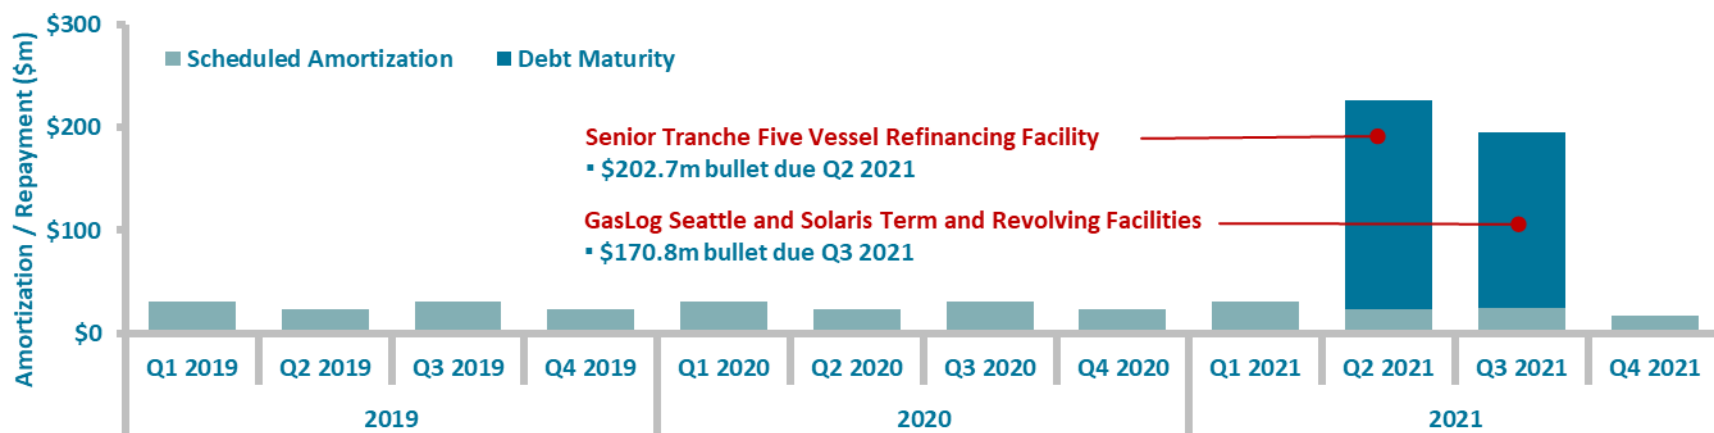 Amortization / Repayment ($m)
$300
$200
$100
$0
Scheduled Amortization
Debt Maturity
Senior Tranche Five Vessel Refinancing Facility
▪ $202.7m bullet due Q2 2021
GasLog Seattle and Solaris Term and Revolving Facilities
▪ $170.8m bullet due Q3 2021
Q1 2019 Q2 2019 Q3 2019 Q4 2019 Q1 2020 Q2 2020 Q3 2020 Q4 2020 Q1 2021 Q2 2021 Q3 2021 Q4 2021
2019 2020 2021